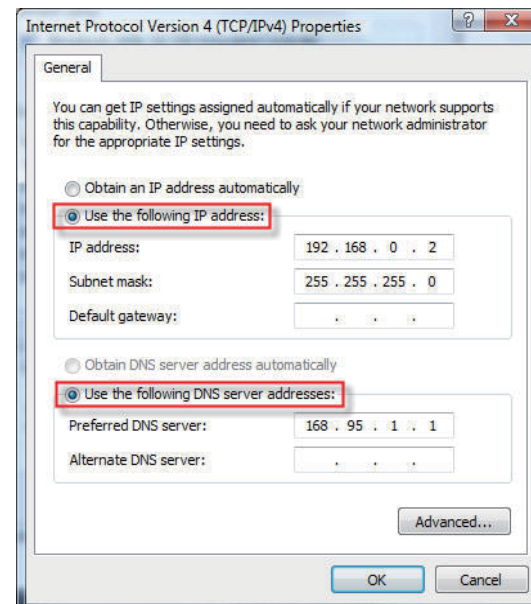 Internet Protocol Version 4 (TCP/IPv4) Properties
General
You can get IP settings assigned automatically if your network supports
this capability. Otherwise, you need to ask your network administrator
for the appropriate IP settings.
Obtain an IP address automatically
Use the following IP address:
IP address: 192 . 168 . 0 . 2
Subnet mask: 255 . 255 . 255 . 0
Default gateway: . . .
Obtain DNS server address automatically
Use the following DNS server addresses:
Preferred DNS server: 168 . 95 . 1 . 1
Alternate DNS server: . . .
Advanced...
OK Cancel